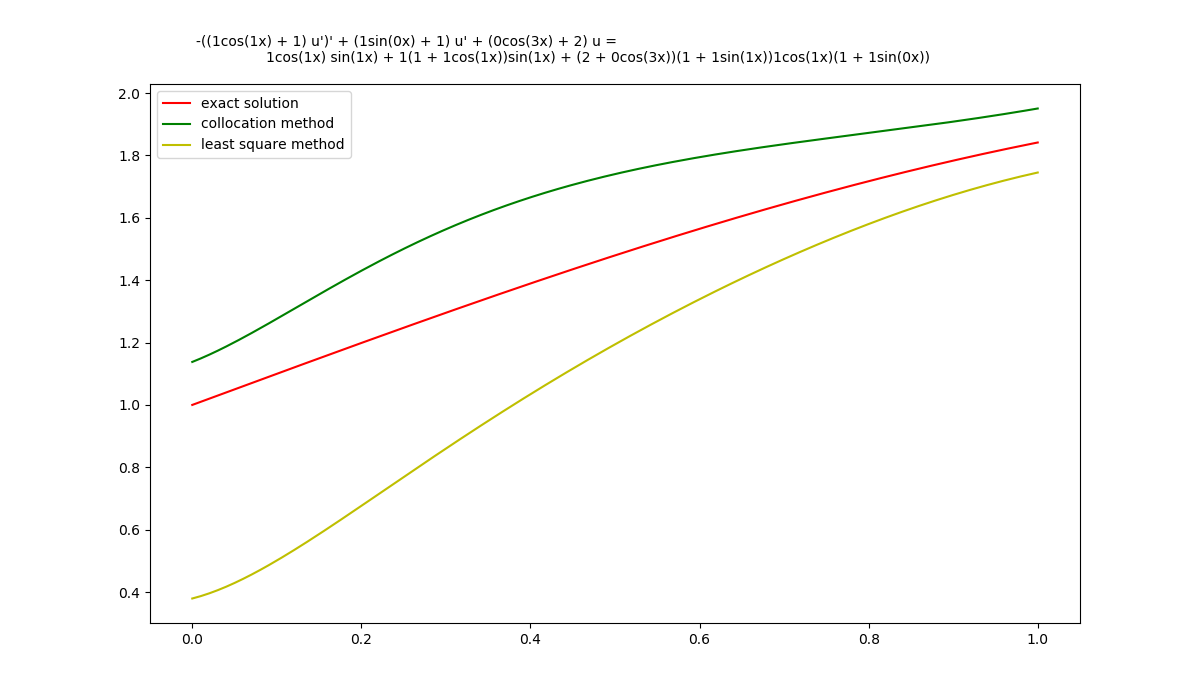 -((1cos(1x) + 1) u')' + (1sin(0x) + 1) u' + (0cos(3x) + 2) u =
1cos(1x) sin(1x) + 1(1 + 1cos(1x))sin(1x) + (2 + 0cos(3x))(1 + 1sin(1x))1cos(1x)(1 + 1sin(0x))
exact solution
collocation method
least square method
2.0
1.8
1.6
1.4
1.2
1.0
0.8
0.6
0.4
0.0 0.2 0.4 0.6 0.8 1.0